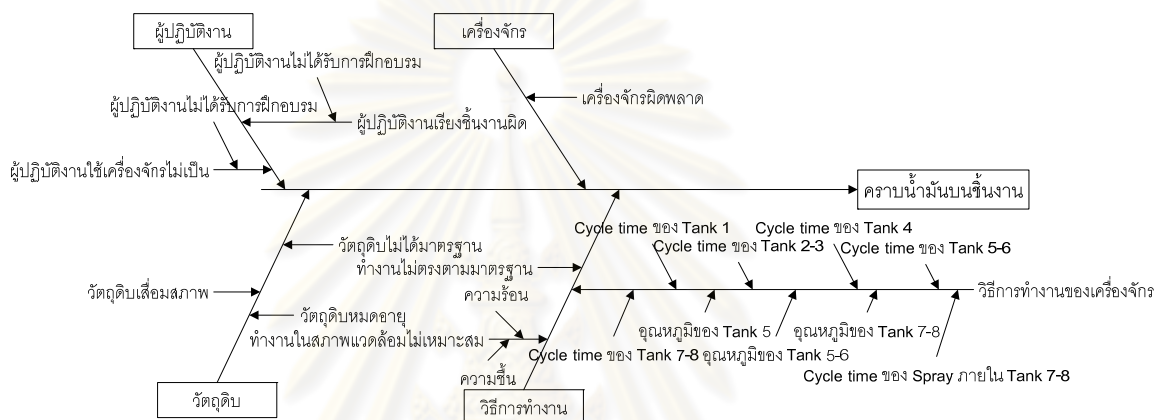 ผู้ปฏิบัติงาน
เครื่องจักร
ผู้ปฏิบัติงานไม่ได้รับการฝึกอบรม
ผู้ปฏิบัติงานไม่ได้รับการฝึกอบรม
เครื่องจักรผิดพลาด
ผู้ปฏิบัติงานเรียงชิ้นงานผิด
ผู้ปฏิบัติงานใช้เครื่องจักรไม่เป็น
คราบน้ำมันบนชิ้นงาน
Cycle time ของ Tank 1
Cycle time ของ Tank 4
วัตถุดิบไม่ได้มาตรฐาน
Cycle time ของ Tank 2-3
Cycle time ของ Tank 5-6
ทำงานไม่ตรงตามมาตรฐาน
วัตถุดิบเสื่อมสภาพ
ความร้อน
วิธีการทำงานของเครื่องจักร
วัตถุดิบหมดอายุ
ทำงานในสภาพแวดล้อมไม่เหมาะสม
อุณหภูมิของ Tank 5
อุณหภูมิของ Tank 7-8
Cycle time ของ Tank 7-8
อุณหภูมิของ Tank 5-6
ความชื้น
Cycle time ของ Spray ภายใน Tank 7-8
วัตถุดิบ
วิธีการทำงาน